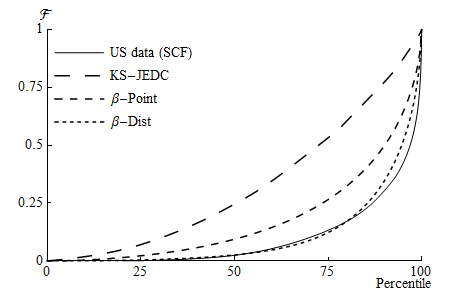 ℱ
1
US data (SCF)
KS−JEDC
0.75
β−Point
β−Dist
0.5
0.25
0
0 25 50 75 100
Percentile